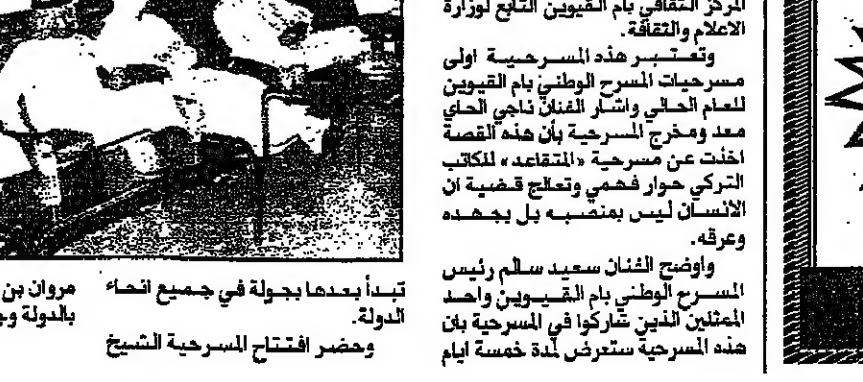 المركز الثقافي بام القيوين التابع لوزارة
الاعلام والثقافة.
وتعتبر هذه المسرحية اولى
مسرحيات المسرح الوطني بام القيوين
للعام الحالي واشار الفنان ناجي الحاي
معد ومخرج المسرحية بأن هذه القصة
اخذت عن مسرحية «المتقاعد» للكاتب
التركي حوار فهمي وتعالج قضية ان
الانسان ليس بمنصبه بل بجهده
وعرقه.
واوضح الفنان سعيد سالم رئيس
المسرح الوطني بام القيوين واحد
الممثلين الذين شاركوا في المسرحية بان
هذه المسرحية ستعرض لمدة خمسة ايام
تبدأ بعدها بجولة في جميع انحاء
الدولة.
وحضر افتتاح المسرحية الشيخ
مروان بن
بالدولة